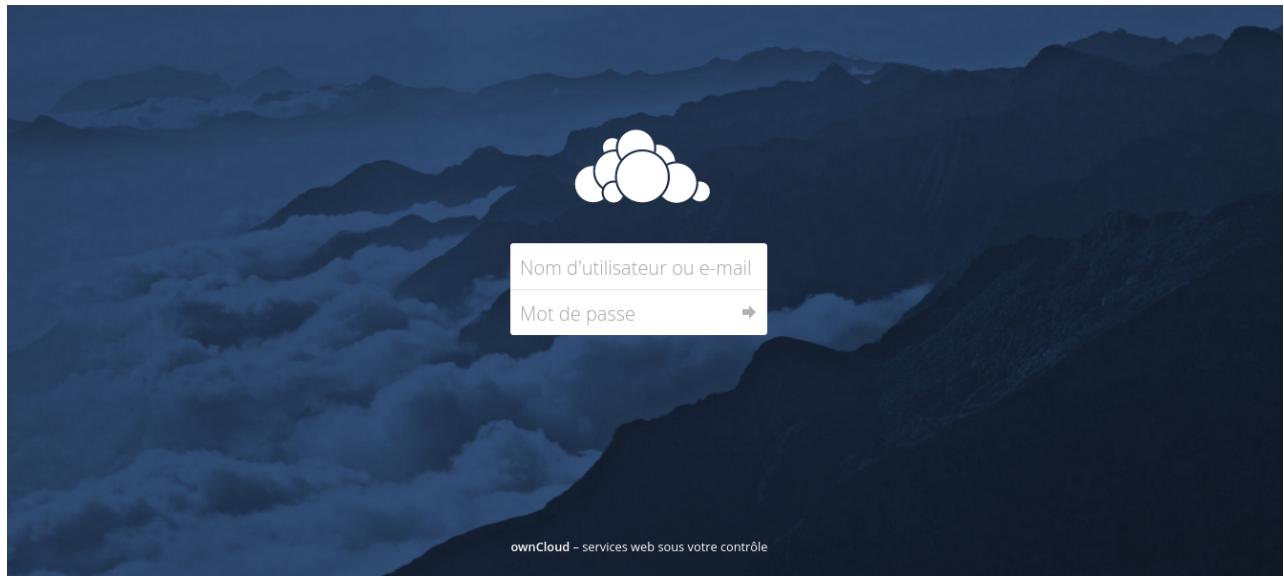 Nom d'utilisateur ou e-mail
Mot de passe
ownCloud – services web sous votre contrôle